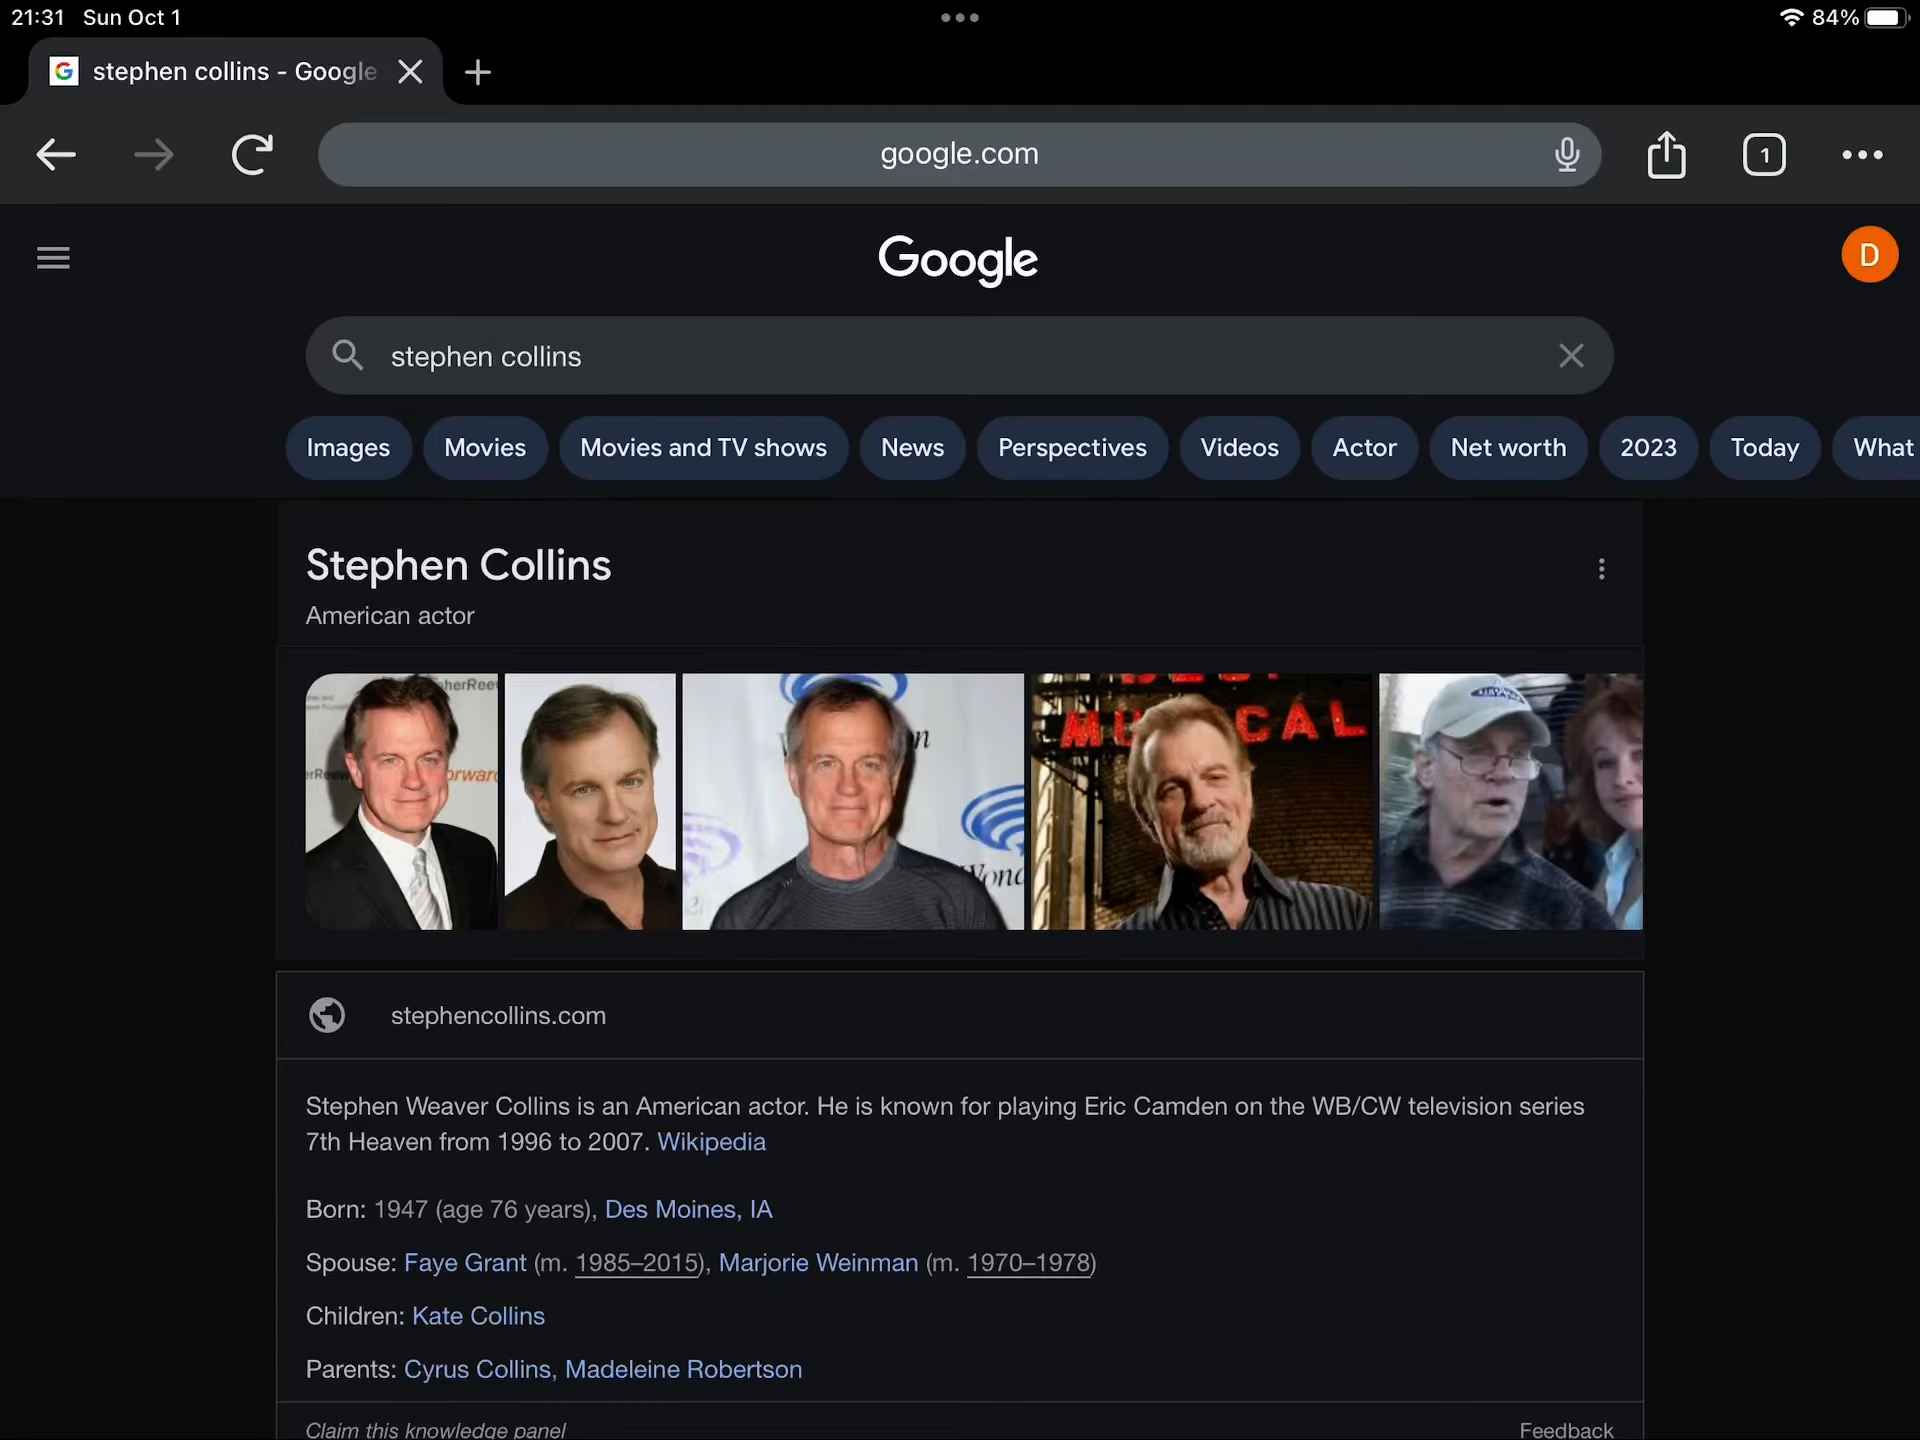 21:31 Sun Oct 1
84%
stephen collins - Google
google.com
1
Google
D
stephen collins
Images Movies Movies and TV shows News Perspectives Videos Actor Net worth 2023 Today What
Stephen Collins
American actor
MUSICAL
stephencollins.com
Stephen Weaver Collins is an American actor. He is known for playing Eric Camden on the WB/CW television series
7th Heaven from 1996 to 2007. Wikipedia
Born: 1947 (age 76 years), Des Moines, IA
Spouse: Faye Grant (m. 1985–2015), Marjorie Weinman (m. 1970–1978)
Children: Kate Collins
Parents: Cyrus Collins, Madeleine Robertson
Claim this knowledge panel Feedback